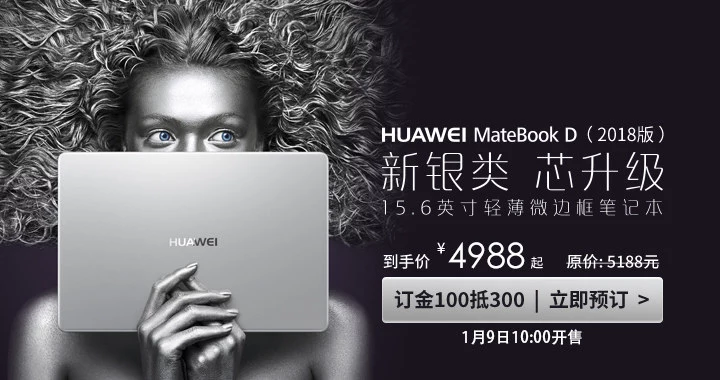 HUAWEI
HUAWEI MateBook D（2018版）
新银类 芯升级
15.6英寸轻薄微边框笔记本
到手价 ¥4988起 原价:5188元
订金100抵300 | 立即预订 >
1月9日10:00开售